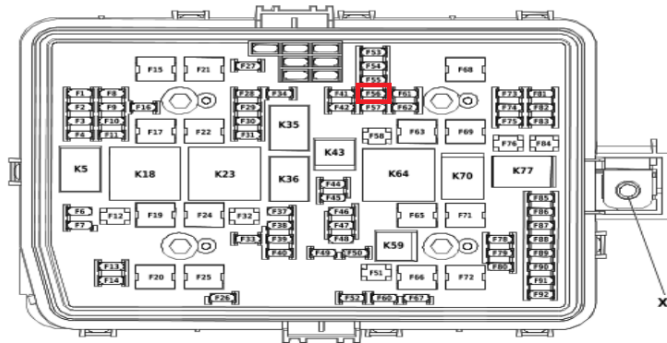 F53
F54
F55
F15 F21 F27 F68
F1 F8 F28 F34 F41 F56 F61 F73 F81
F2 F9 F16 F29 F42 F57 F62 F74 F82
F3 F10 F30 K35 F75 F83
F4 F11 F17 F22 F31 F58 F63 F69
F76 F84
K43
K5 K18 K23 K36 K64 K70 K77
F44
F45
F85
F6 F12 F19 F24 F32 F37 F46 F65 F71 F86
F7 F38 F47 F87
F33 F39 F48 K59 F78 F88
F40 F49 F50 F79 F89
F13 F80 F90
F14 F20 F25 F51 F66 F72 F91
F26 F52 F60 F67 F92
X